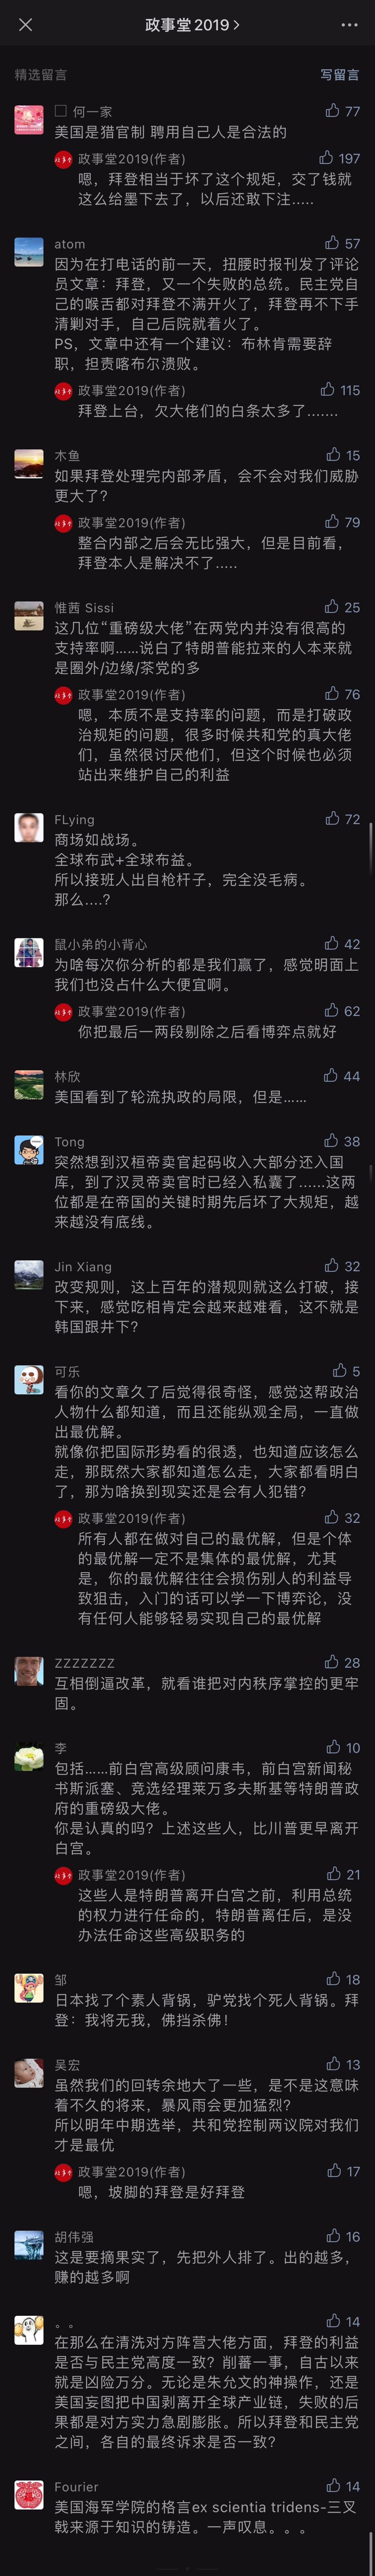 政事堂2019
精选留言
写留言
何一家
77
美国是猎官制 聘用自己人是合法的
政事堂2019(作者)
197
嗯，拜登相当于坏了这个规矩，交了钱就
这么给墨下去了，以后还敢下注.....
atom
57
因为在打电话的前一天，扭腰时报刊发了评论
员文章：拜登，又一个失败的总统。民主党自
己的喉舌都对拜登不满开火了，拜登再不下手
清剿对手，自己后院就着火了。
PS，文章中还有一个建议：布林肯需要辞
职，担责喀布尔溃败。
政事堂2019(作者)
115
拜登上台，欠大佬们的白条太多了.......
木鱼
15
如果拜登处理完内部矛盾，会不会对我们威胁
更大了？
政事堂2019(作者)
79
整合内部之后会无比强大，但是目前看，
拜登本人是解决不了.....
惟茜 Sissi
25
这几位“重磅级大佬”在两党内并没有很高的
支持率啊......说白了特朗普能拉来的人本来就
是圈外/边缘/茶党的多
政事堂2019(作者)
76
嗯，本质不是支持率的问题，而是打破政
治规矩的问题，很多时候共和党的真大佬
们，虽然很讨厌他们，但这个时候也必须
站出来维护自己的利益
FLying
72
商场如战场。
全球布武+全球布益。
所以接班人出自枪杆子，完全没毛病。
那么....?
鼠小弟的小背心
42
为啥每次你分析的都是我们赢了，感觉明面上
我们也没占什么大便宜啊。
政事堂2019(作者)
62
你把最后一两段剔除之后看博弈点就好
林欣
44
美国看到了轮流执政的局限，但是......
Tong
38
突然想到汉桓帝卖官起码收入大部分还入国
库，到了汉灵帝卖官时已经入私囊了......这两
位都是在帝国的关键时期先后坏了大规矩，越
来越没有底线。
Jin Xiang
32
改变规则，这上百年的潜规则就这么打破，接
下来，感觉吃相肯定会越来越难看，这不就是
韩国跟井下？
可乐
5
看你的文章久了后觉得很奇怪，感觉这帮政治
人物什么都知道，而且还能纵观全局，一直做
出最优解。
就像你把国际形势看的很透，也知道应该怎么
走，那既然大家都知道怎么走，大家都看明白
了，那为啥换到现实还是会有人犯错？
政事堂2019(作者)
32
所有人都在做对自己的最优解，但是个体
的最优解一定不是集体的最优解，尤其
是，你的最优解往往会损伤别人的利益导
致狙击，入门的话可以学一下博弈论，没
有任何人能够轻易实现自己的最优解
ZZZZZZZ
28
互相倒逼改革，就看谁把对内秩序掌控的更牢
固。
李
10
包括......前白宫高级顾问康韦，前白宫新闻秘
书斯派塞、竞选经理莱万多夫斯基等特朗普政
府的重磅级大佬。
你是认真的吗？上述这些人，比川普更早离开
白宫。
政事堂2019(作者)
21
这些人是特朗普离开白宫之前，利用总统
的权力进行任命的，特朗普离任后，是没
办法任命这些高级职务的
邹
18
日本找了个素人背锅，驴党找个死人背锅。拜
登：我将无我，佛挡杀佛！
吴宏
13
虽然我们的回转余地大了一些，是不是这意味
着不久的将来，暴风雨会更加猛烈？
所以明年中期选举，共和党控制两议院对我们
才是最优
政事堂2019(作者)
17
嗯，坡脚的拜登是好拜登
胡伟强
16
这是要摘果实了，先把外人排了。出的越多，
赚的越多啊
。。
14
在那么在清洗对方阵营大佬方面，拜登的利益
是否与民主党高度一致？削蕃一事，自古以来
就是凶险万分。无论是朱允文的神操作，还是
美国妄图把中国剥离开全球产业链，失败的后
果都是对方实力急剧膨胀。所以拜登和民主党
之间，各自的最终诉求是否一致？
Fourier
14
美国海军学院的格言ex scientia tridens-三叉
戟来源于知识的铸造。一声叹息。。。